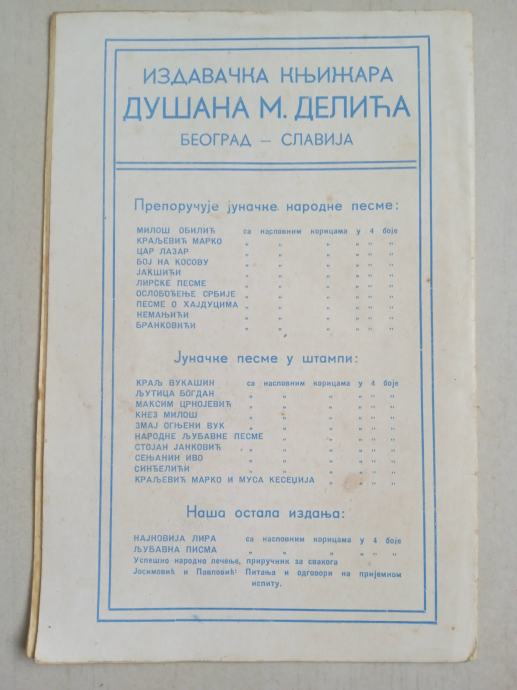 ИЗДАВАЧКА КЊИЖАРА
ДУШАНА М. ДЕЛИЋА
БЕОГРАД — СЛАВИЈА
Препоручује јуначке народне песме:
МИЛОШ ОБИЛИЋ са насловним корицама у 4 боје
КРАЉЕВИЋ МАРКО „ „ „ „ „ „
ЦАР ЛАЗАР „ „ „ „ „ „
БОЈ НА КОСОВУ „ „ „ „ „ „
ЈАКШИЋИ „ „ „ „ „ „
ЛИРСКЕ ПЕСМЕ „ „ „ „ „ „
ОСЛОБОЂЕЊЕ СРБИЈЕ „ „ „ „ „ „
ПЕСМЕ О ХАЈДУЦИМА „ „ „ „ „ „
НЕМАЊИЋИ „ „ „ „ „ „
БРАНКОВИЋИ „ „ „ „ „ „
Јуначке песме у штампи:
КРАЉ ВУКАШИН са насловним корицама у 4 боје
ЉУТИЦА БОГДАН „ „ „ „ „ „
МАКСИМ ЦРНОЈЕВИЋ „ „ „ „ „ „
КНЕЗ МИЛОШ „ „ „ „ „ „
ЗМАЈ ОГЊЕНИ ВУК „ „ „ „ „ „
НАРОДНЕ ЉУБАВНЕ ПЕСМЕ „ „ „ „ „
СТОЈАН ЈАНКОВИЋ „ „ „ „ „ „
СЕЊАНИН ИВО „ „ „ „ „ „
СИНЂЕЛИЋИ „ „ „ „ „ „
КРАЉЕВИЋ МАРКО И МУСА КЕСЕЏИЈА „ „ „ „
Наша остала издања:
НАЈНОВИЈА ЛИРА са насловним корицама у 4 боје
ЉУБАВНА ПИСМА „ „ „ „ „ „
Успешно народно лечење, приручник за свакога
Јосимовић и Павловић: Питања и одговори на пријемном
испиту.